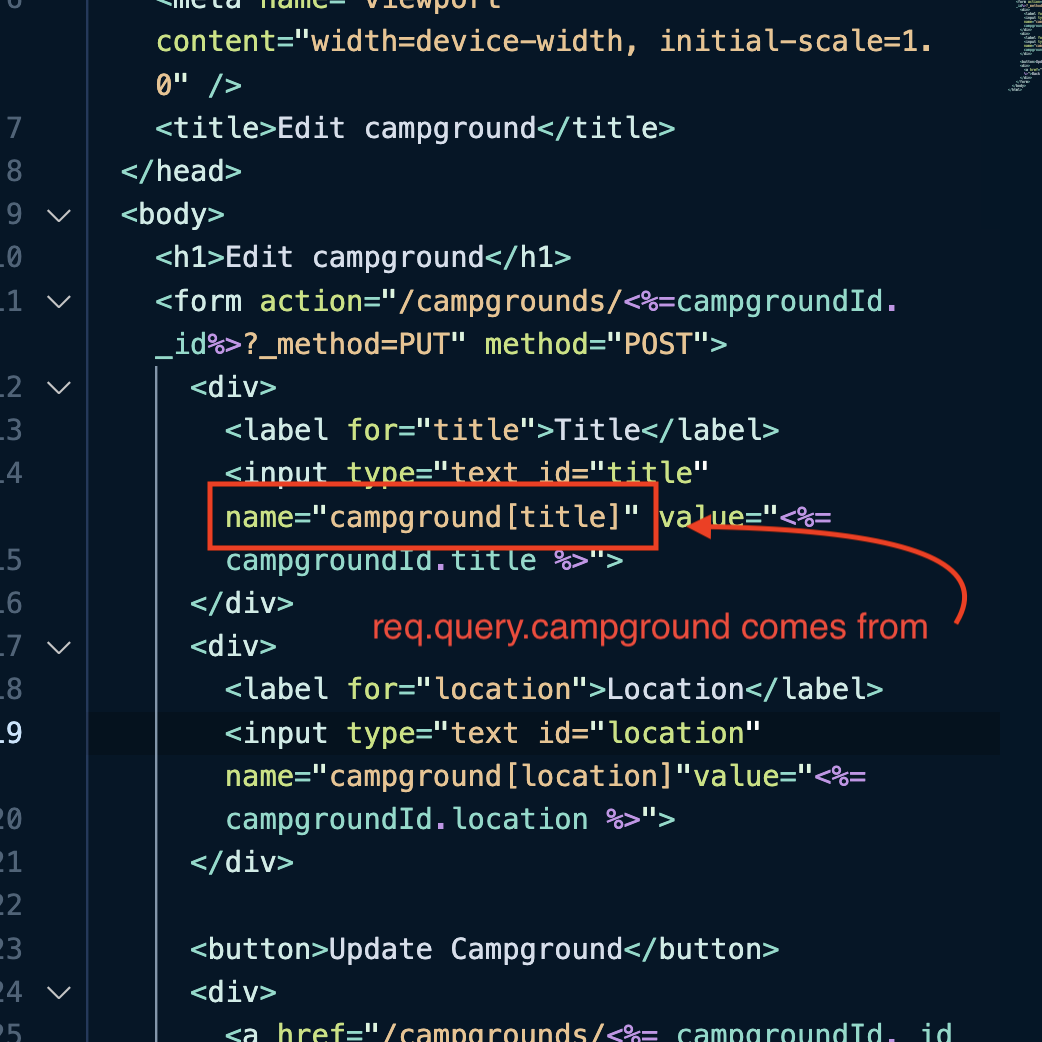 <meta name="viewport"
content="width=device-width, initial-scale=1.
0" />
7 <title>Edit campground</title>
8 </head>
9 <body>
10 <h1>Edit campground</h1>
11 <form action="/campgrounds/<%=campgroundId.
_id%>?_method=PUT" method="POST">
12 <div>
13 <label for="title">Title</label>
14 <input type="text id="title"
name="campground[title]" value="<%=
15 campgroundId.title %>">
16 </div>
req.query.campground comes from
17 <div>
18 <label for="location">Location</label>
19 <input type="text id="location"
name="campground[location]"value="<%=
20 campgroundId.location %>">
21 </div>
22
23 <button>Update Campground</button>
24 <div>
25 <a href="/campgrounds/<%= campgroundId._id